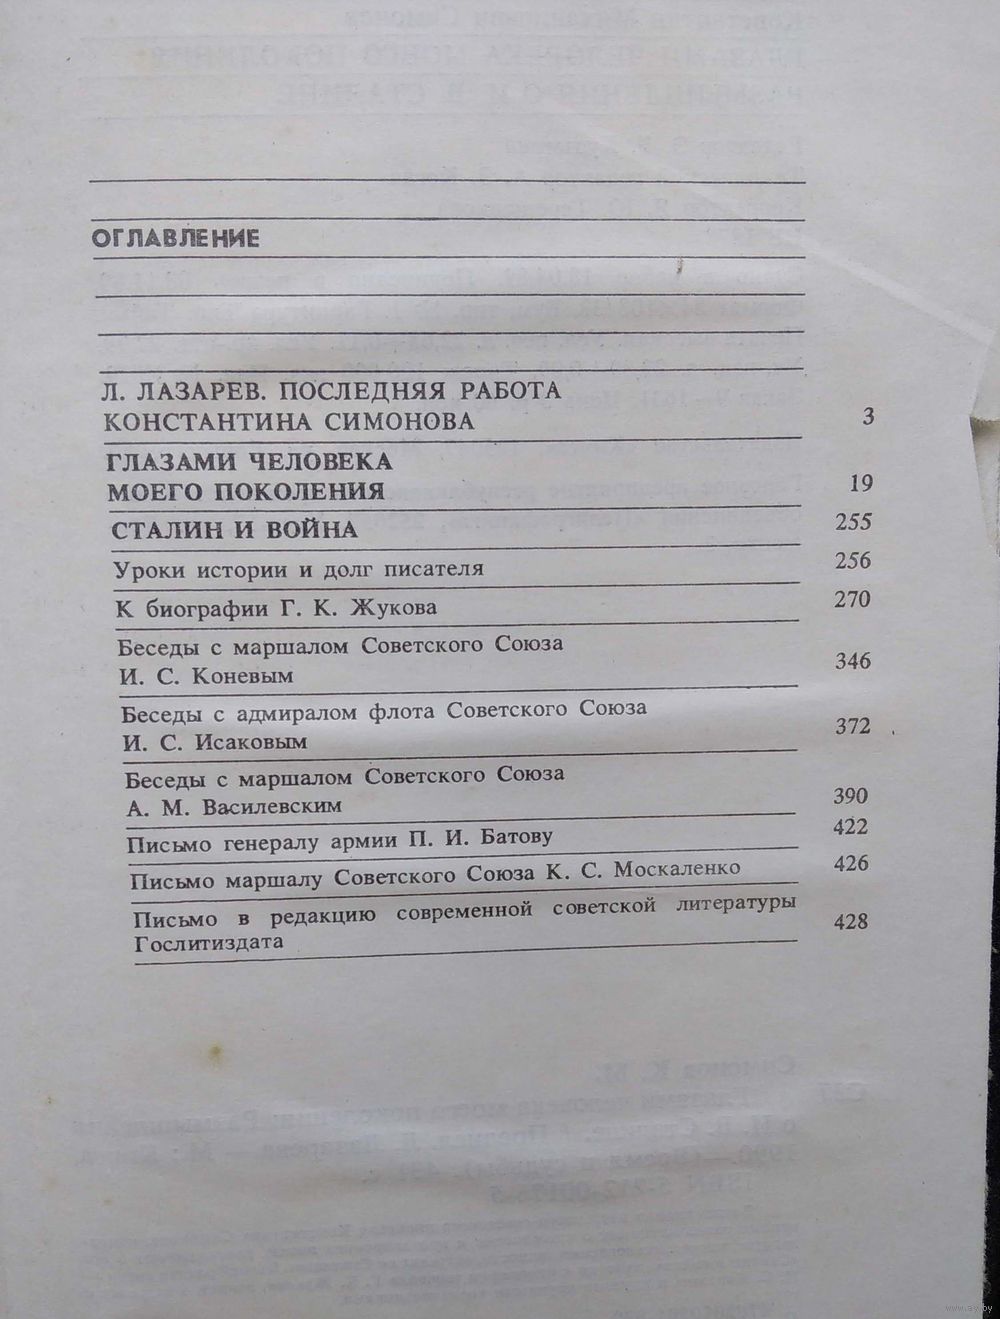 ОГЛАВЛЕНИЕ
Л. ЛАЗАРЕВ. ПОСЛЕДНЯЯ РАБОТА
КОНСТАНТИНА СИМОНОВА 3
ГЛАЗАМИ ЧЕЛОВЕКА
МОЕГО ПОКОЛЕНИЯ 19
СТАЛИН И ВОЙНА 255
Уроки истории и долг писателя 256
К биографии Г. К. Жукова 270
Беседы с маршалом Советского Союза
И. С. Коневым 346
Беседы с адмиралом флота Советского Союза
И. С. Исаковым 372
Беседы с маршалом Советского Союза
А. М. Василевским 390
Письмо генералу армии П. И. Батову 422
Письмо маршалу Советского Союза К. С. Москаленко 426
Письмо в редакцию современной советской литературы
Гослитиздата 428
www.ay.by